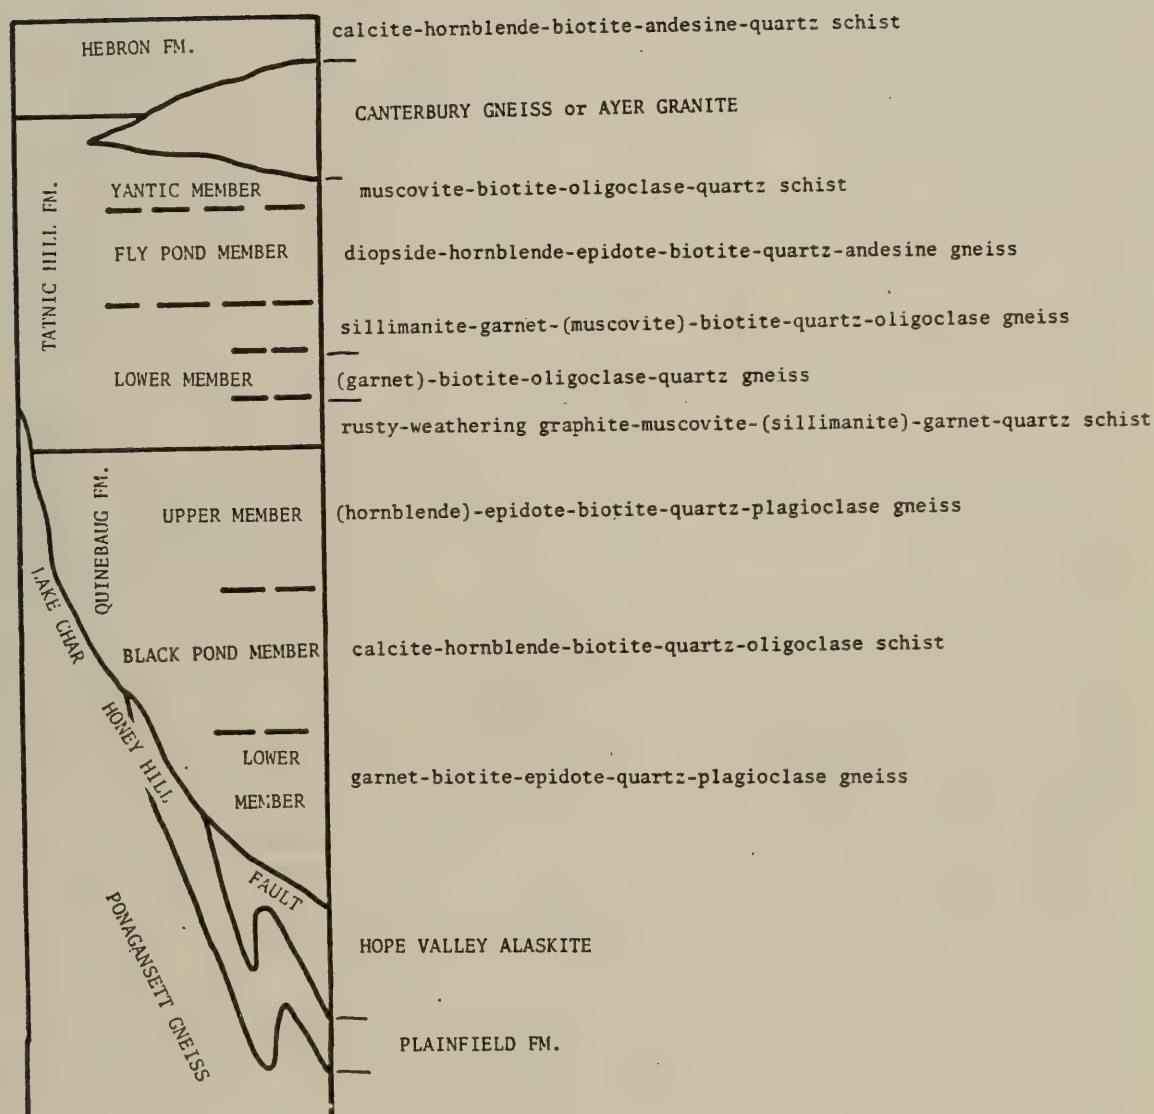 calcite-hornblende-biotite-andesine-quartz schist
HEBRON FM.
CANTERBURY GNEISS or AYER GRANITE
TATNIC HILL FM.
YANTIC MEMBER
muscovite-biotite-oligoclase-quartz schist
FLY POND MEMBER
diopside-hornblende-epidote-biotite-quartz-andesine gneiss
sillimanite-garnet-(muscovite)-biotite-quartz-oligoclase gneiss
LOWER MEMBER
(garnet)-biotite-oligoclase-quartz gneiss
rusty-weathering graphite-muscovite-(sillimanite)-garnet-quartz schist
QUINEBAUG FM.
UPPER MEMBER
(hornblende)-epidote-biotite-quartz-plagioclase gneiss
LAKE CHAR
BLACK POND MEMBER
calcite-hornblende-biotite-quartz-oligoclase schist
HONEY HILL
LOWER
MEMBER
garnet-biotite-epidote-quartz-plagioclase gneiss
FAULT
PONAGANSETT GNEISS
HOPE VALLEY ALASKITE
PLAINFIELD FM.